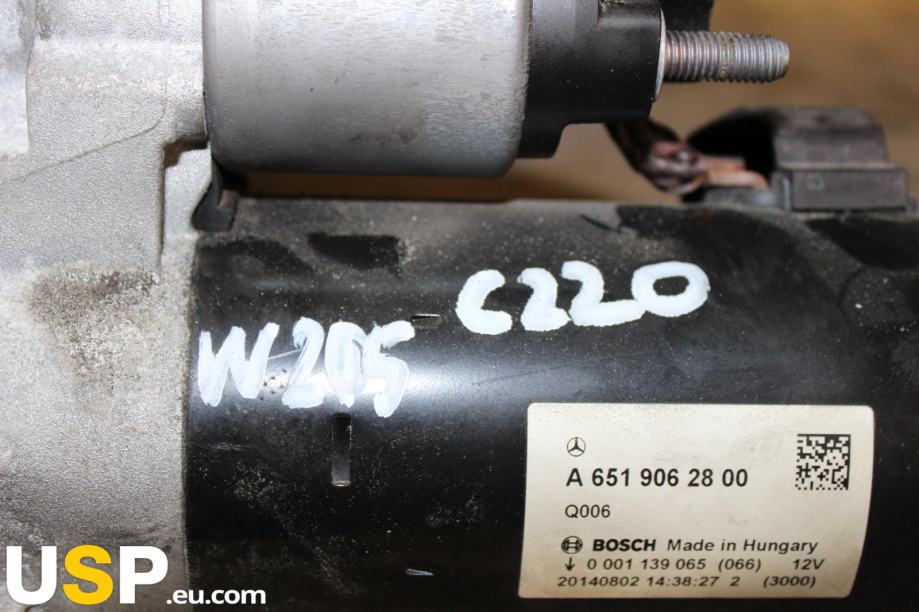 C220
W205
A 651 906 28 00
Q006
BOSCH Made in Hungary
0 001 139 065 (066) 12V
20140802 14:38:27 2 (3000)
USP.eu.com